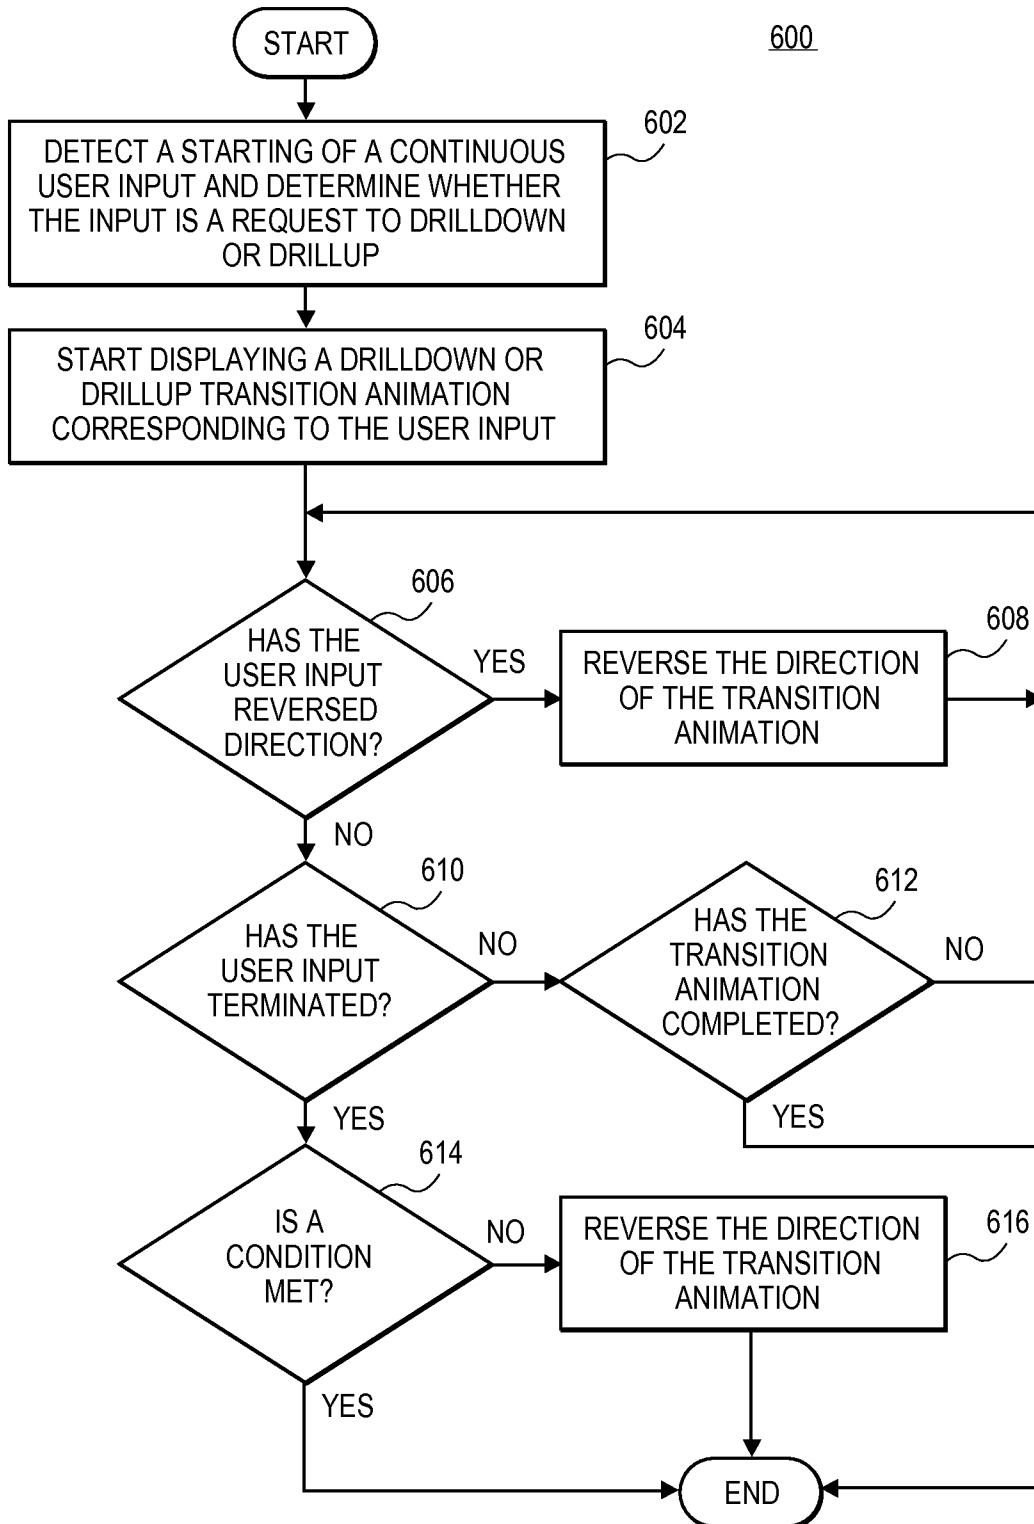 START
600
602
DETECT A STARTING OF A CONTINUOUS
USER INPUT AND DETERMINE WHETHER
THE INPUT IS A REQUEST TO DRILLDOWN
OR DRILLUP
604
START DISPLAYING A DRILLDOWN OR
DRILLUP TRANSITION ANIMATION
CORRESPONDING TO THE USER INPUT
606
HAS THE
USER INPUT
REVERSED
DIRECTION?
YES
608
REVERSE THE DIRECTION
OF THE TRANSITION
ANIMATION
NO
610
HAS THE
USER INPUT
TERMINATED?
NO
612
HAS THE
TRANSITION
ANIMATION
COMPLETED?
NO
YES
YES
614
IS A
CONDITION
MET?
NO
616
REVERSE THE DIRECTION
OF THE TRANSITION
ANIMATION
YES
END